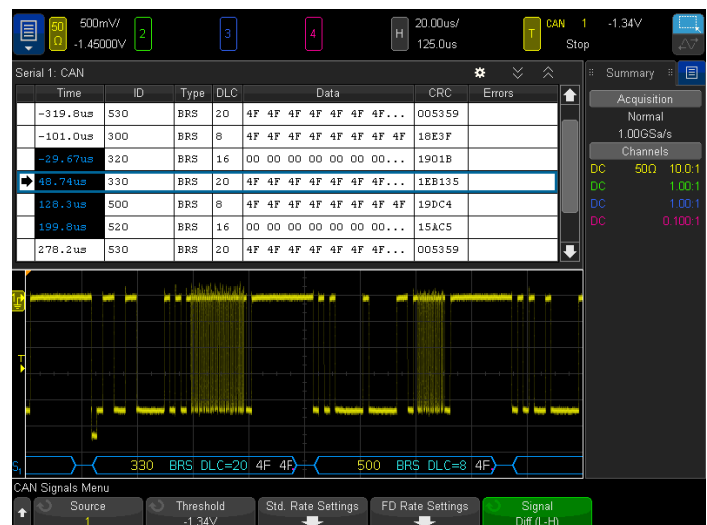 50 Ω 500mV/ -1.45000V 2 3 4 H 20.00us/ 125.0us T CAN 1 -1.34V Stop
Serial 1: CAN
Time ID Type DLC Data CRC Errors
-319.8us 530 BRS 20 4F 4F 4F 4F 4F 4F... 005359
-101.0us 300 BRS 8 4F 4F 4F 4F 4F 4F 4F 18E3F
-29.67us 320 BRS 16 00 00 00 00 00 00... 1901B
48.74us 330 BRS 20 4F 4F 4F 4F 4F 4F... 1EB135
128.3us 500 BRS 8 4F 4F 4F 4F 4F 4F 4F 19DC4
199.8us 520 BRS 16 00 00 00 00 00 00... 15AC5
278.2us 530 BRS 20 4F 4F 4F 4F 4F 4F... 005359
Summary
Acquisition
Normal
1.00GSa/s
Channels
DC 50Ω 10.0:1
DC 1.00:1
DC 1.00:1
DC 0.100:1
T
S1 330 BRS DLC=20 4F 4F 500 BRS DLC=8 4F
CAN Signals Menu
Source 1
Threshold -1.34V
Std. Rate Settings
FD Rate Settings
Signal Diff (L-H)